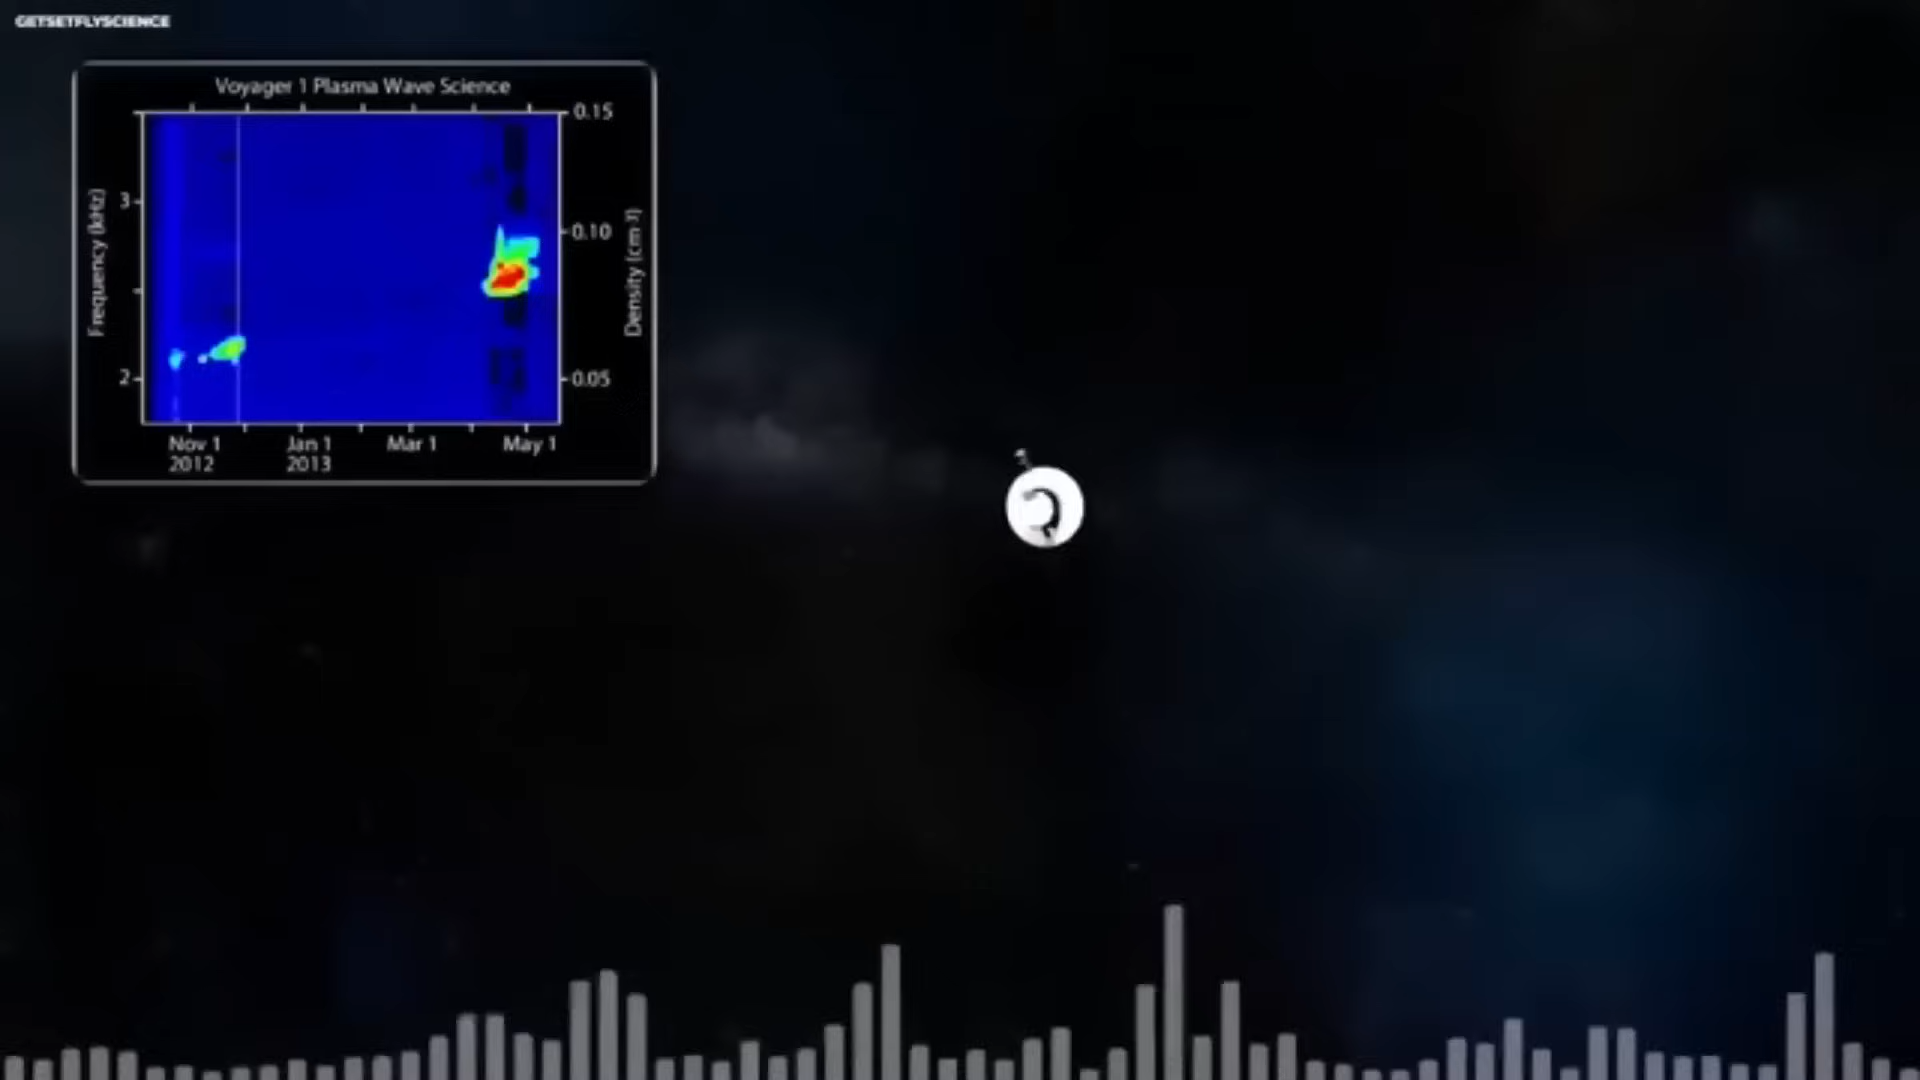 GETSETFLYSCIENCE
Voyager 1 Plasma Wave Science
0.15
3
0.10
Frequency (kHz)
Density (cm-3)
2
0.05
Nov 1 Jan 1 Mar 1 May 1
2012 2013